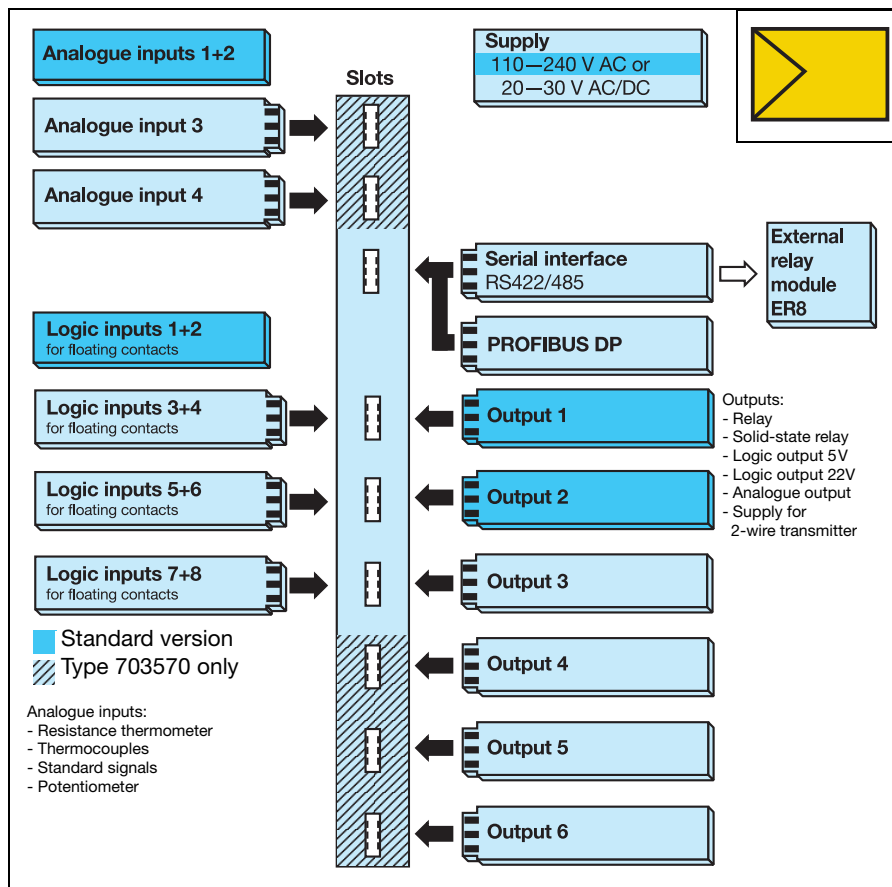 Analogue inputs 1+2
Analogue input 3
Analogue input 4
Logic inputs 1+2
for floating contacts
Logic inputs 3+4
for floating contacts
Logic inputs 5+6
for floating contacts
Logic inputs 7+8
for floating contacts
Standard version
Type 703570 only
Analogue inputs:
- Resistance thermometer
- Thermocouples
- Standard signals
- Potentiometer
Slots
Supply
110—240 V AC or
20—30 V AC/DC
Serial interface
RS422/485
PROFIBUS DP
External
relay
module
ER8
Output 1
Output 2
Output 3
Output 4
Output 5
Output 6
Outputs:
- Relay
- Solid-state relay
- Logic output 5V
- Logic output 22V
- Analogue output
- Supply for
2-wire transmitter